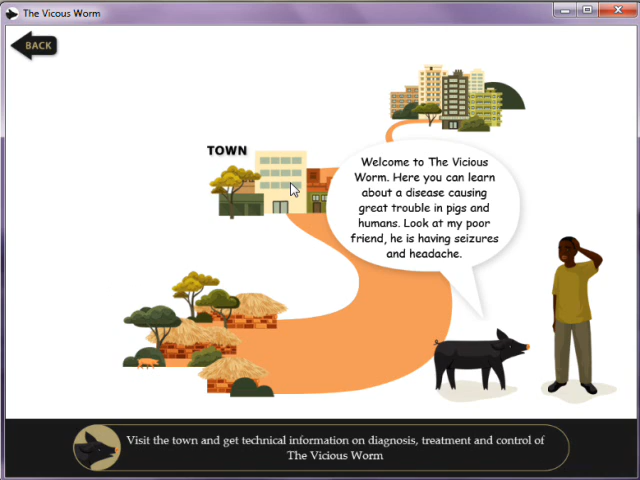 The Vicous Worm
BACK
TOWN
Welcome to The Vicious
Worm. Here you can learn
about a disease causing
great trouble in pigs and
humans. Look at my poor
friend, he is having seizures
and headache.
Visit the town and get technical information on diagnosis, treatment and control of
The Vicious Worm